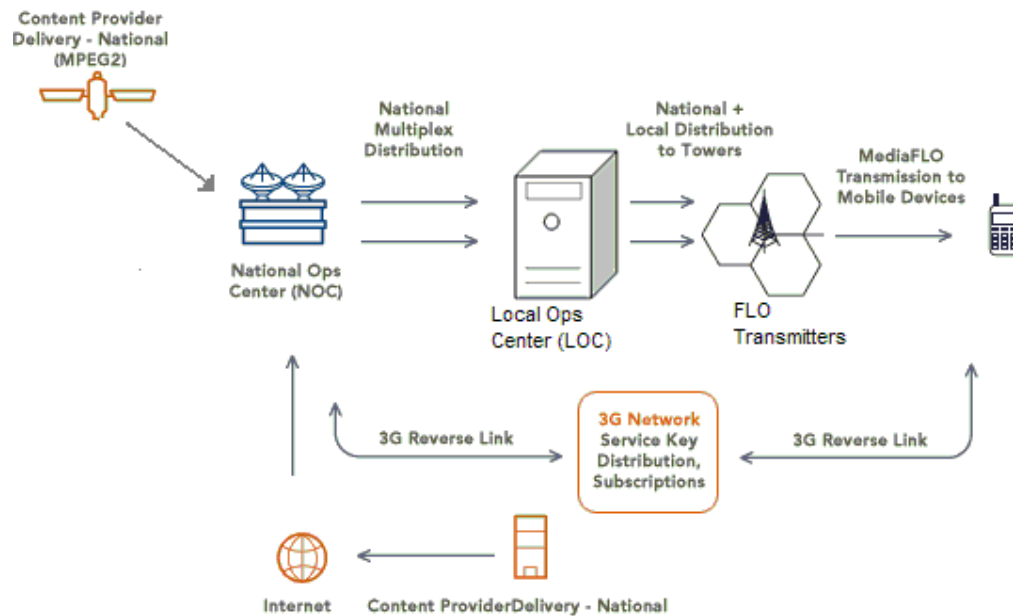 Content Provider
Delivery - National
(MPEG2)
National
Multiplex
Distribution
National +
Local Distribution
to Towers
MediaFLO
Transmission to
Mobile Devices
National Ops
Center (NOC)
Local Ops
Center (LOC)
FLO
Transmitters
3G Reverse Link
3G Network
Service Key
Distribution,
Subscriptions
3G Reverse Link
Internet
Content ProviderDelivery - National